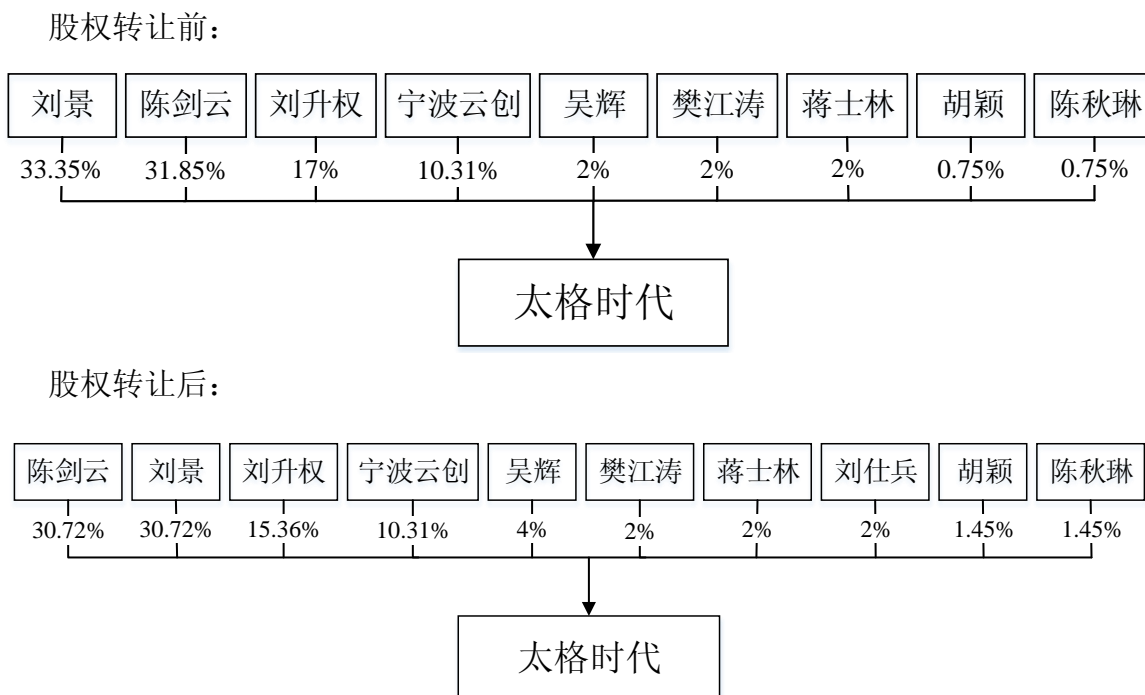 股权转让前：
刘景 陈剑云 刘升权 宁波云创 吴辉 樊江涛 蒋士林 胡颖 陈秋琳
33.35% 31.85% 17% 10.31% 2% 2% 2% 0.75% 0.75%
太格时代
股权转让后：
陈剑云 刘景 刘升权 宁波云创 吴辉 樊江涛 蒋士林 刘仕兵 胡颖 陈秋琳
30.72% 30.72% 15.36% 10.31% 4% 2% 2% 2% 1.45% 1.45%
太格时代